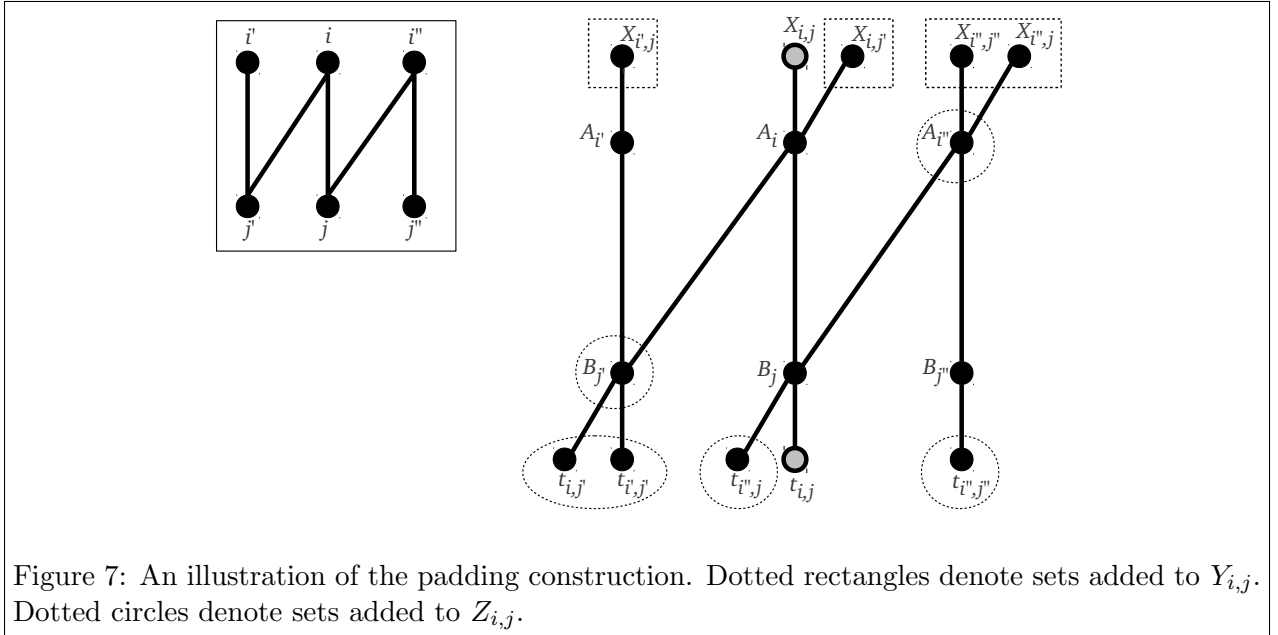 i' i i"
j' j j"
X_{i',j} X_{i,j} X_{i,j'} X_{i",j"} X_{i",j}
A_{i'} A_i A_{i"}
B_{j'} B_j B_{j"}
t_{i,j'} t_{i',j'} t_{i",j} t_{i,j} t_{i",j"}
Figure 7: An illustration of the padding construction. Dotted rectangles denote sets added to Y_{i,j}.
Dotted circles denote sets added to Z_{i,j}.